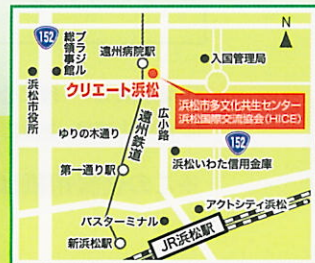 N
152
ブラジル
総領事館
遠州病院駅
入国管理局
クリエート浜松
浜松市役所
浜松市多文化共生センター
浜松国際交流協会(HICE)
広小路
ゆりの木通り
遠州鉄道
152
第一通り駅
浜松いわた信用金庫
アクトシティ浜松
バスターミナル
新浜松駅
JR浜松駅